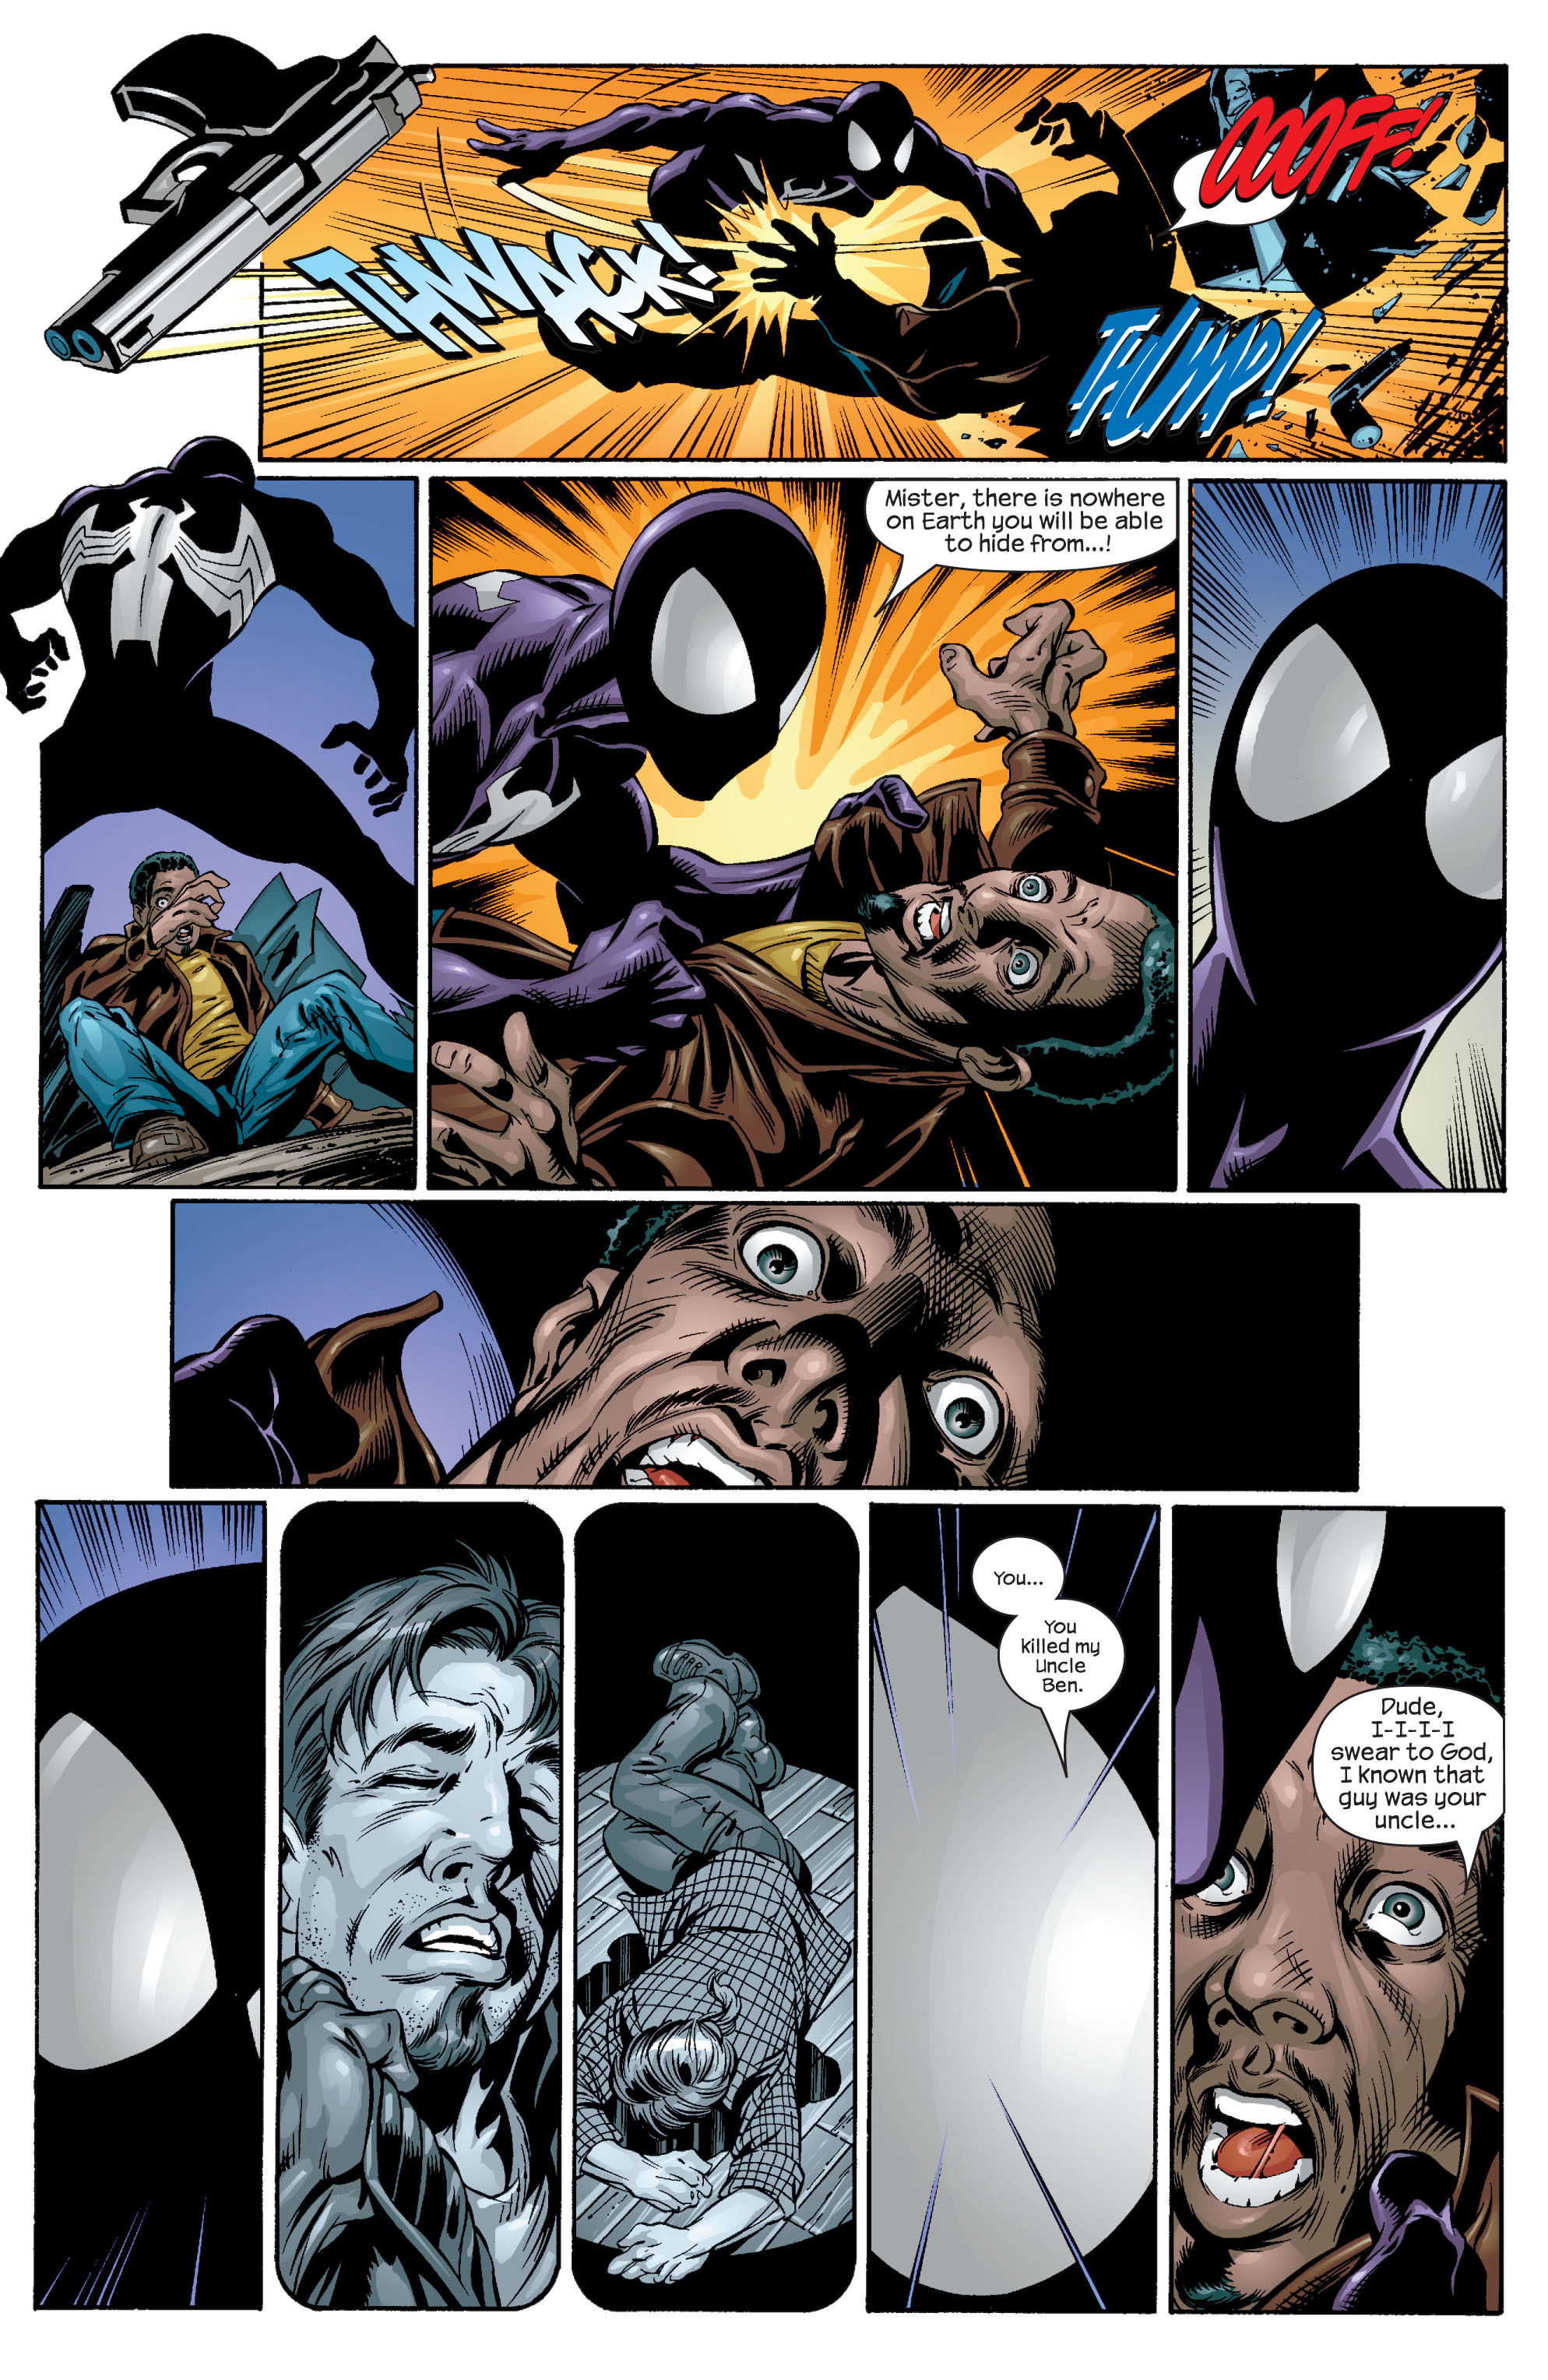 THWACK!
OOOFF!
THUMP!
Mister, there is nowhere
on Earth you will be able
to hide from...!
You...
You
killed my
Uncle
Ben.
Dude,
I-I-I-I
swear to God,
I known that
guy was your
uncle...